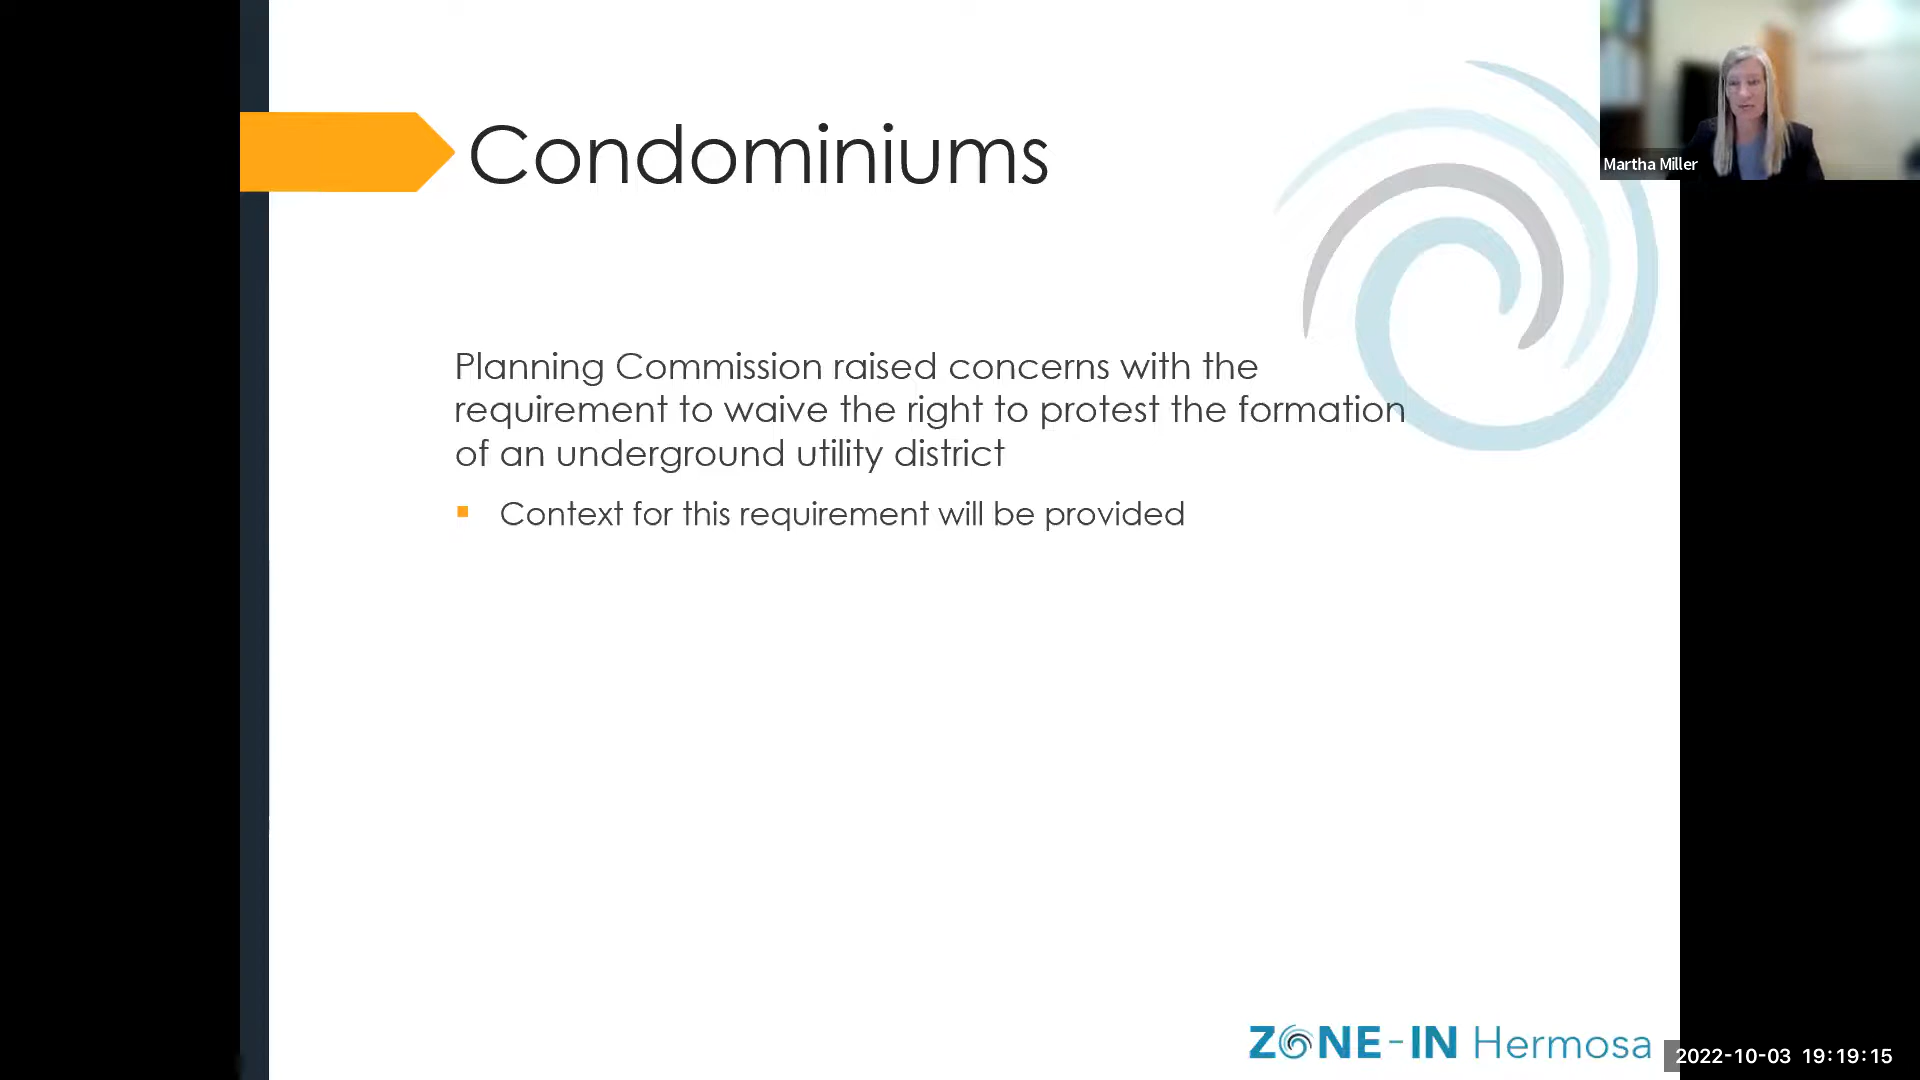 Condominiums
Martha Miller
Planning Commission raised concerns with the
requirement to waive the right to protest the formation
of an underground utility district
Context for this requirement will be provided
ZONE-IN Hermosa
2022-10-03 19:19:15